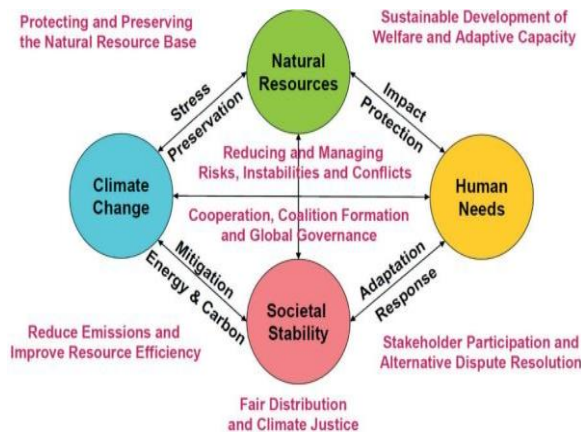 Protecting and Preserving
the Natural Resource Base
Sustainable Development of
Welfare and Adaptive Capacity
Natural
Resources
Stress
Preservation
Impact
Protection
Reducing and Managing
Risks, Instabilities and Conflicts
Climate
Change
Human
Needs
Cooperation, Coalition Formation
and Global Governance
Mitigation
Energy & Carbon
Adaptation
Response
Societal
Stability
Reduce Emissions and
Improve Resource Efficiency
Stakeholder Participation and
Alternative Dispute Resolution
Fair Distribution
and Climate Justice